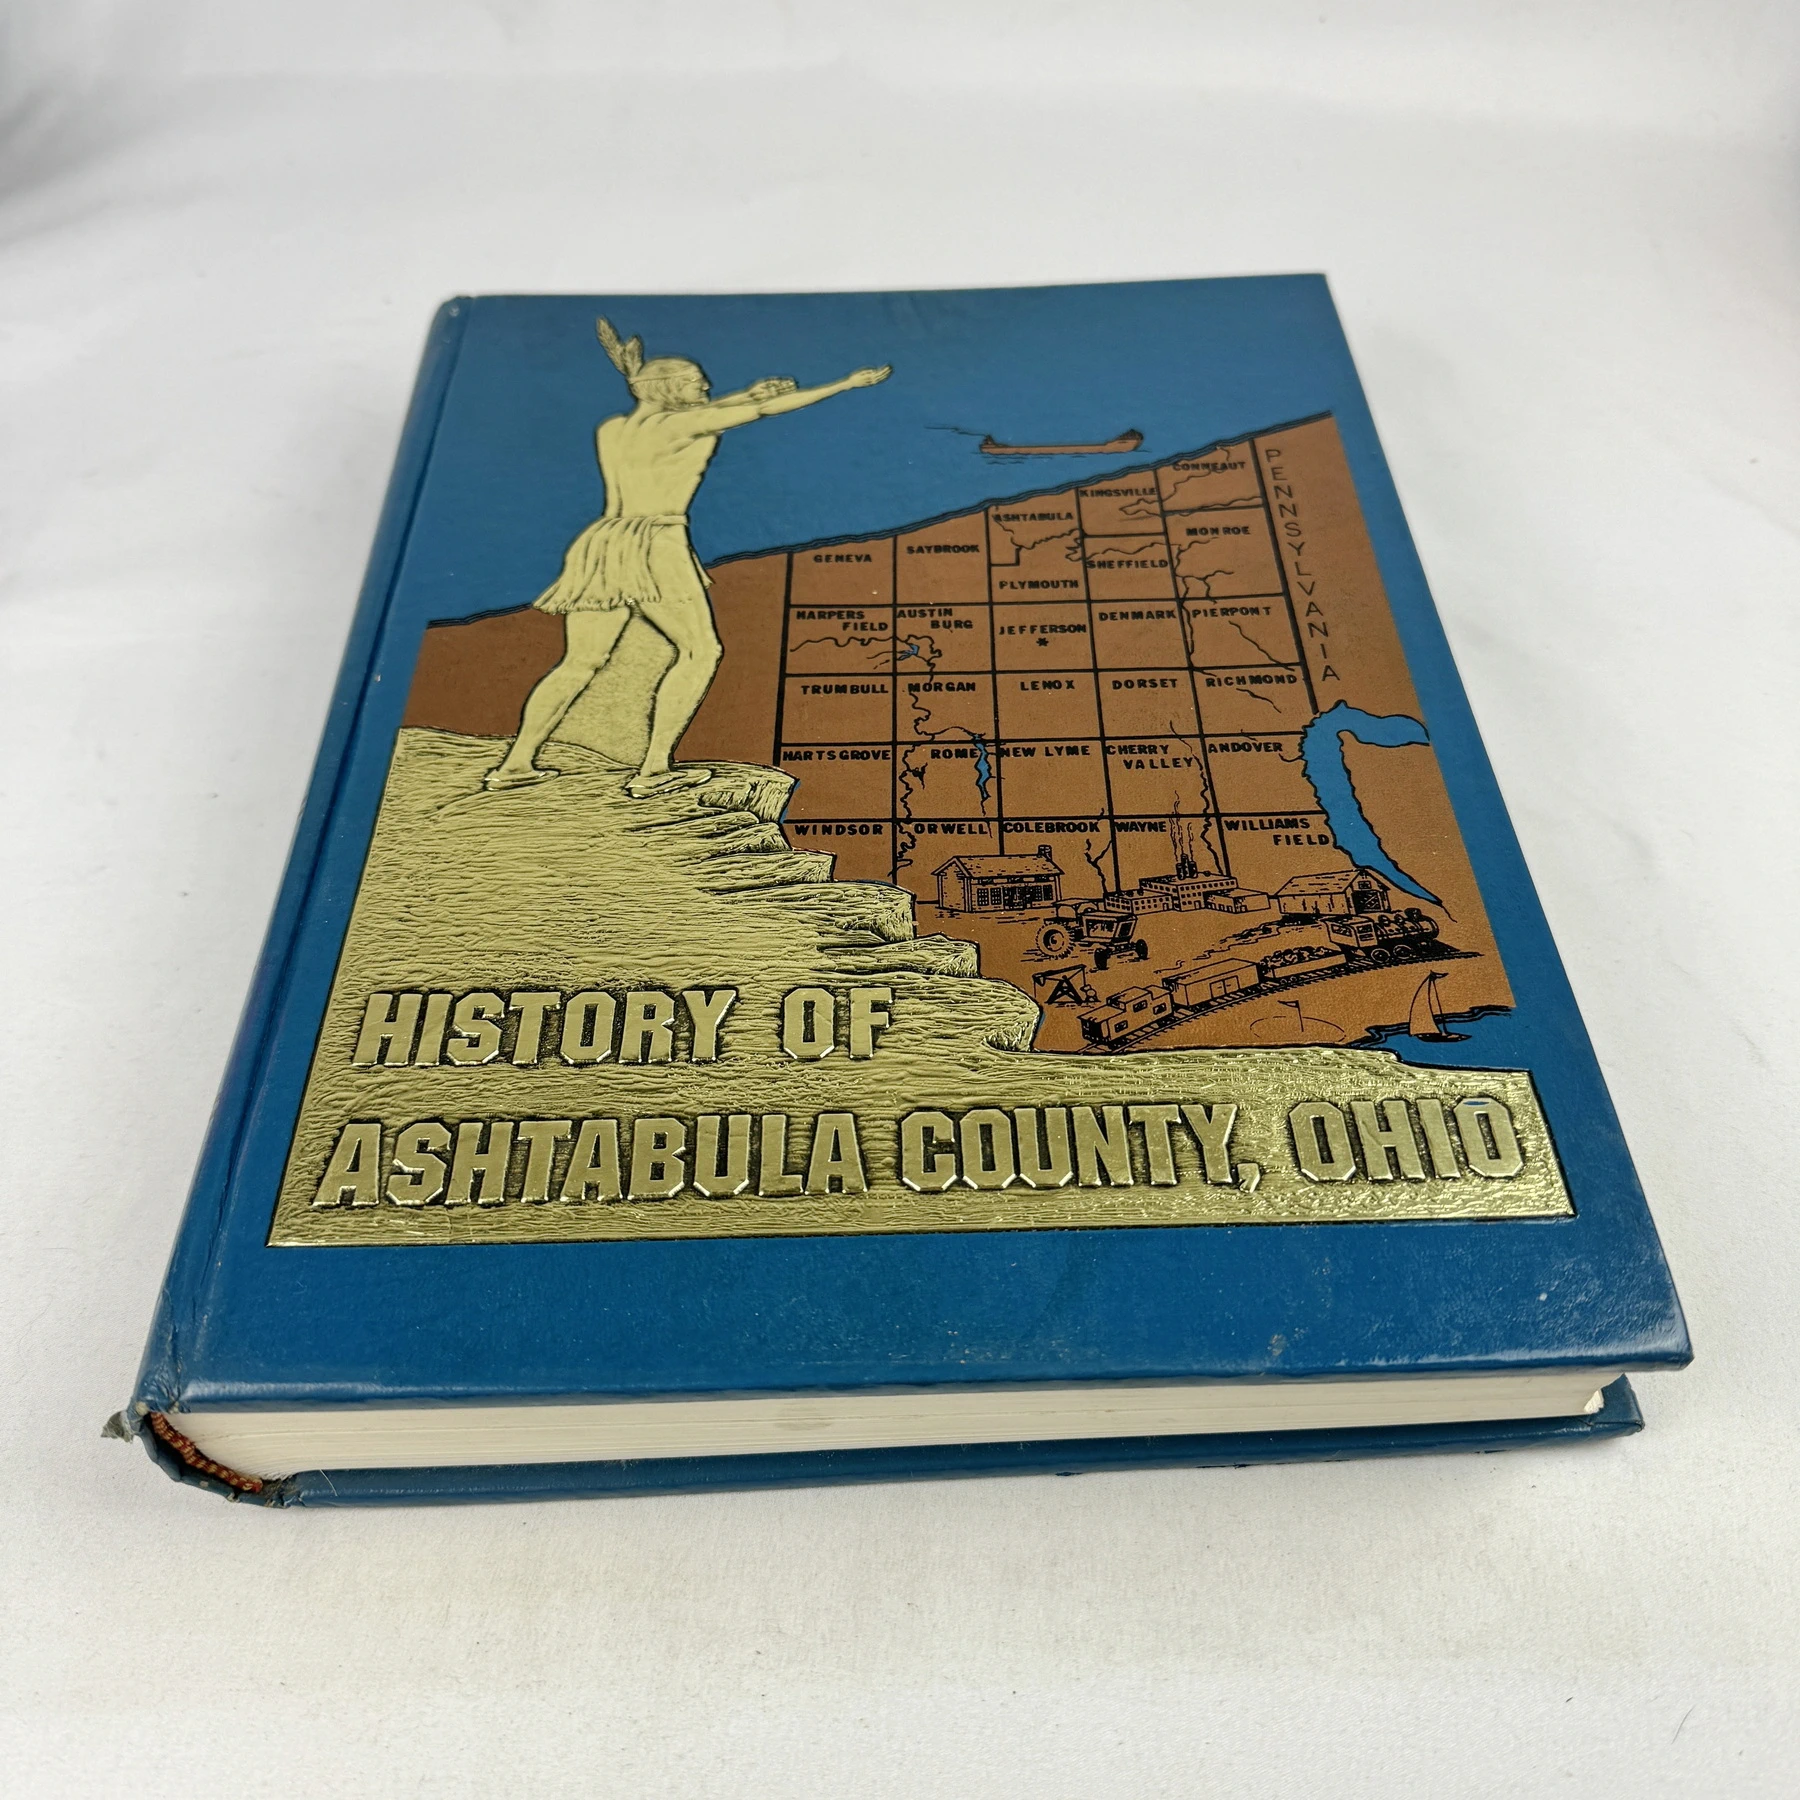 CONNEAUT
KINGSVILLE
ASHTABULA
MONROE
PENNSYLVANIA
GENEVA
SAYBROOK
SHEFFIELD
PLYMOUTH
HARPERS
FIELD
AUSTIN
BURG
JEFFERSON
*
DENMARK
PIERPONT
TRUMBULL
MORGAN
LENOX
DORSET
RICHMOND
HARTSGROVE
ROME
NEW LYME
CHERRY
VALLEY
ANDOVER
WINDSOR
ORWELL
COLEBROOK
WAYNE
WILLIAMS
FIELD
HISTORY OF
ASHTABULA COUNTY, OHIO